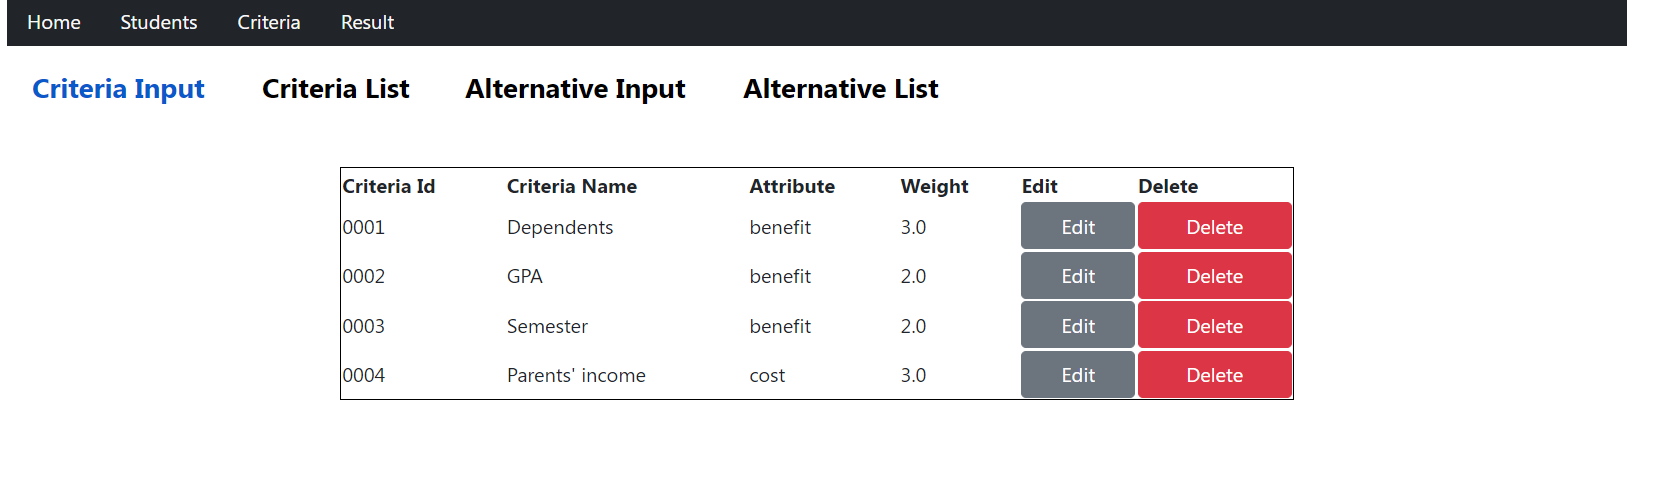 Home Students Criteria Result
Criteria Input Criteria List Alternative Input Alternative List
Criteria Id Criteria Name Attribute Weight Edit Delete
0001 Dependents benefit 3.0 Edit Delete
0002 GPA benefit 2.0 Edit Delete
0003 Semester benefit 2.0 Edit Delete
0004 Parents' income cost 3.0 Edit Delete